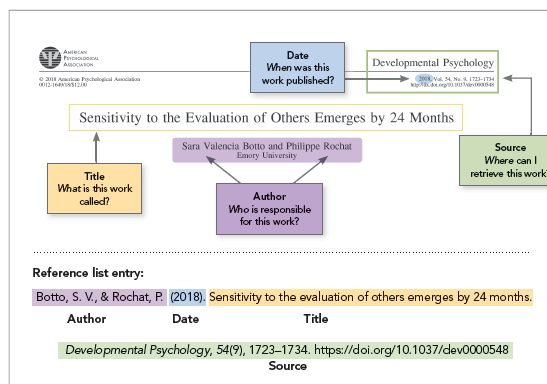 AMERICAN
PSYCHOLOGICAL
ASSOCIATION
© 2018 American Psychological Association
0012-1649/18/$12.00
Date
When was this
work published?
Developmental Psychology
2018, Vol. 54, No. 9, 1723–1734
http://dx.doi.org/10.1037/dev0000548
Sensitivity to the Evaluation of Others Emerges by 24 Months
Sara Valencia Botto and Philippe Rochat
Emory University
Title
What is this work
called?
Author
Who is responsible
for this work?
Source
Where can I
retrieve this work?
Reference list entry:
Botto, S. V., & Rochat, P. (2018). Sensitivity to the evaluation of others emerges by 24 months.
Author Date Title
Developmental Psychology, 54(9), 1723–1734. https://doi.org/10.1037/dev0000548
Source